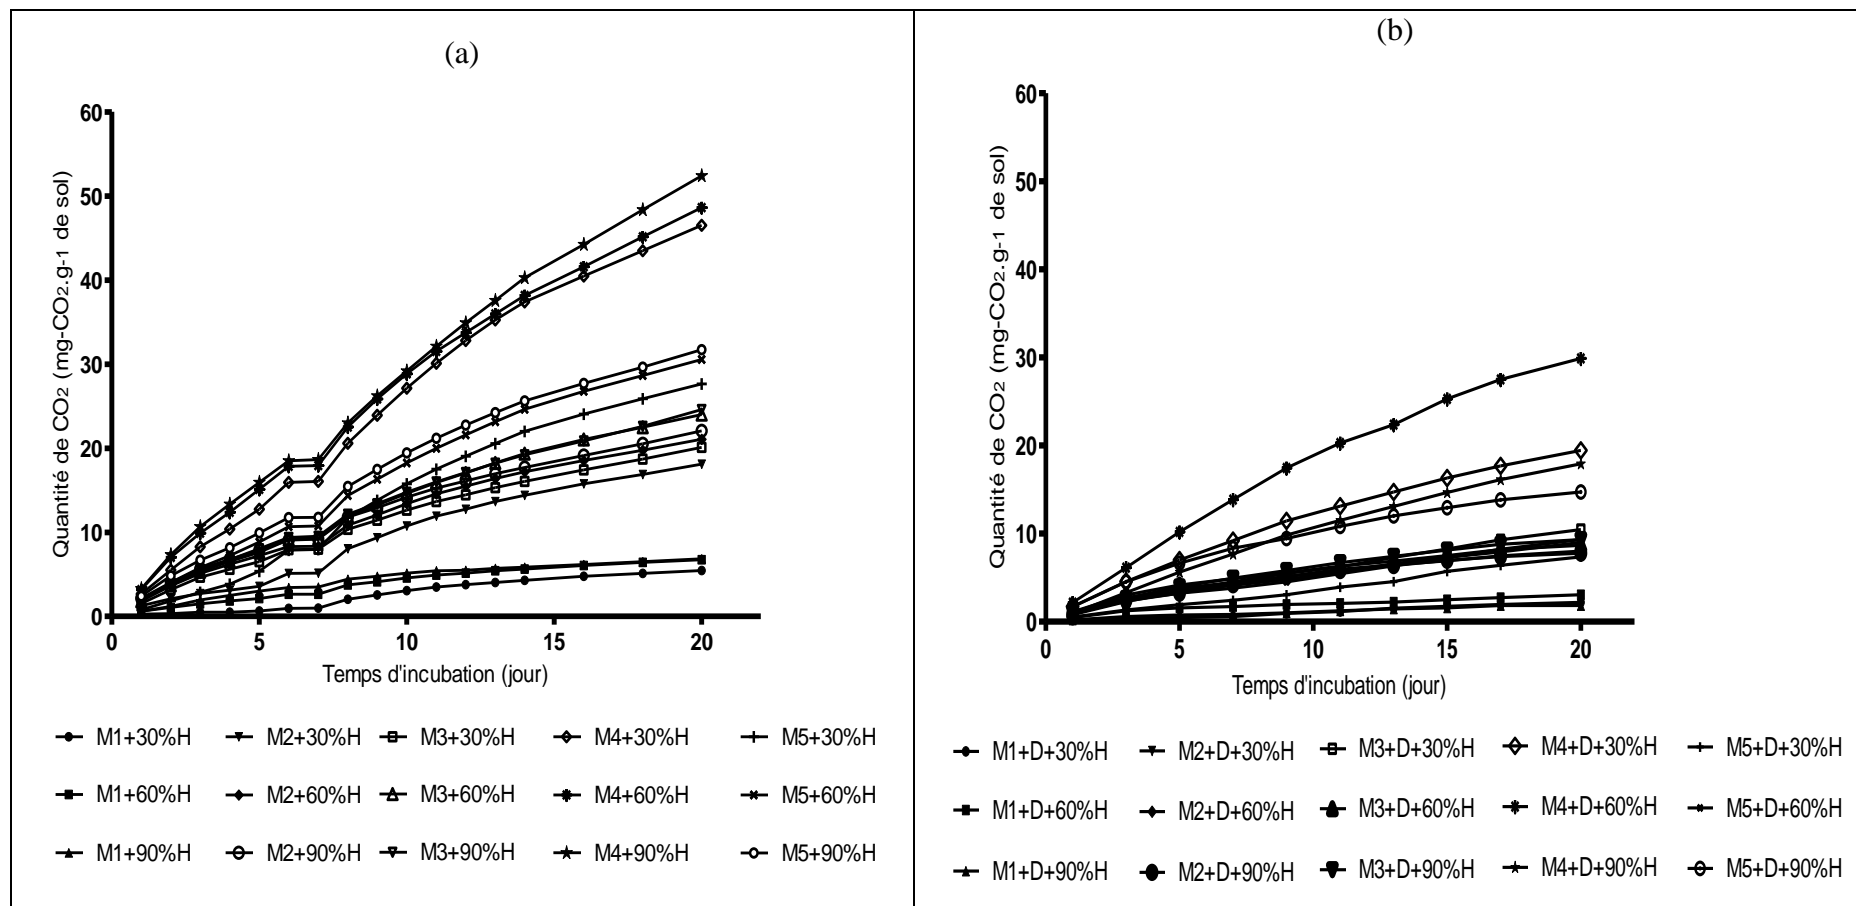 (a)
Quantité de CO2 (mg-CO2.g-1 de sol)
60
50
40
30
20
10
0
0 5 10 15 20
Temps d'incubation (jour)
M1+30%H M2+30%H M3+30%H M4+30%H M5+30%H
M1+60%H M2+60%H M3+60%H M4+60%H M5+60%H
M1+90%H M2+90%H M3+90%H M4+90%H M5+90%H
(b)
Quantité de CO2 (mg-CO2.g-1 de sol)
60
50
40
30
20
10
0
0 5 10 15 20
Temps d'incubation (jour)
M1+D+30%H M2+D+30%H M3+D+30%H M4+D+30%H M5+D+30%H
M1+D+60%H M2+D+60%H M3+D+60%H M4+D+60%H M5+D+60%H
M1+D+90%H M2+D+90%H M3+D+90%H M4+D+90%H M5+D+90%H